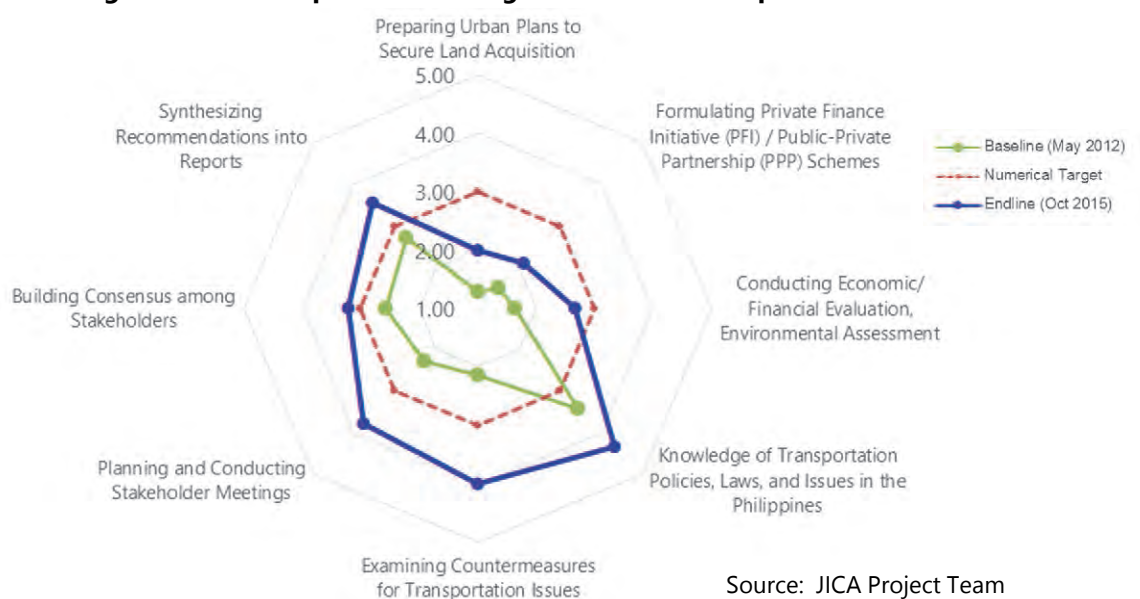 Preparing Urban Plans to
Secure Land Acquisition
5.00
4.00
3.00
2.00
1.00
Formulating Private Finance
Initiative (PFI) / Public-Private
Partnership (PPP) Schemes
Conducting Economic/
Financial Evaluation,
Environmental Assessment
Knowledge of Transportation
Policies, Laws, and Issues in the
Philippines
Examining Countermeasures
for Transportation Issues
Planning and Conducting
Stakeholder Meetings
Building Consensus among
Stakeholders
Synthesizing
Recommendations into
Reports
Baseline (May 2012)
Numerical Target
Endline (Oct 2015)
Source: JICA Project Team